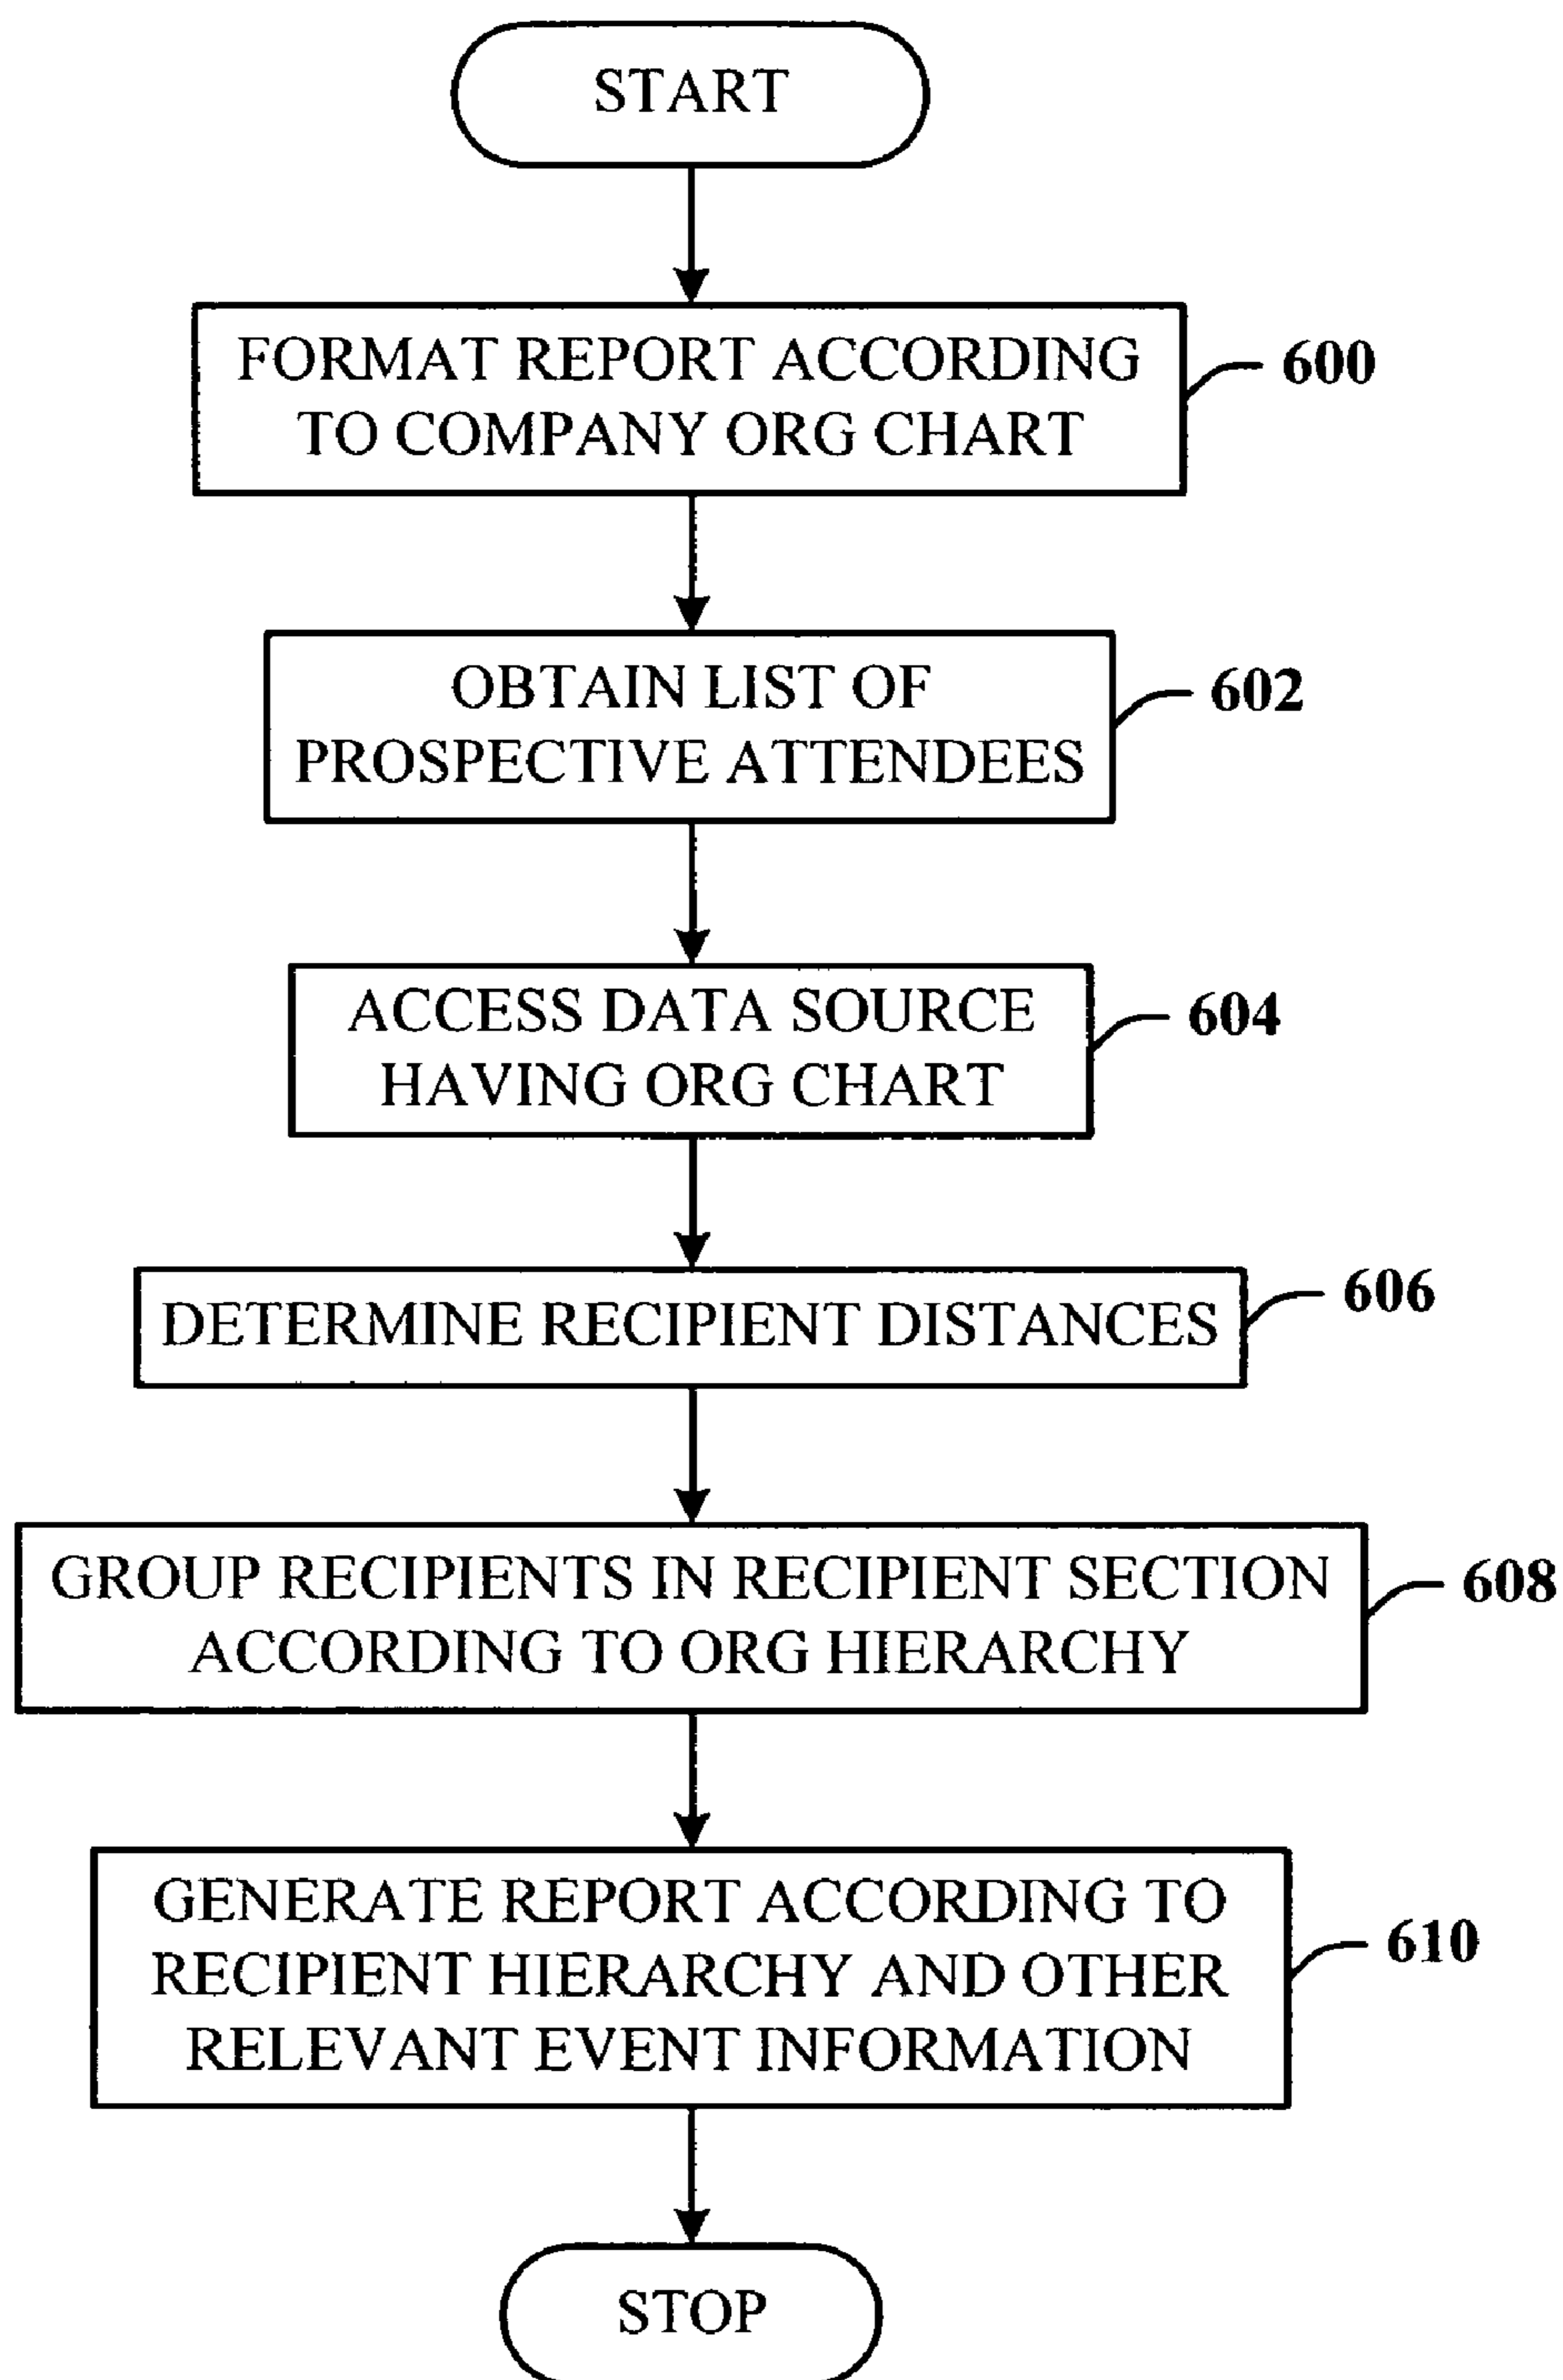 START
FORMAT REPORT ACCORDING
TO COMPANY ORG CHART
600
OBTAIN LIST OF
PROSPECTIVE ATTENDEES
602
ACCESS DATA SOURCE
HAVING ORG CHART
604
DETERMINE RECIPIENT DISTANCES
606
GROUP RECIPIENTS IN RECIPIENT SECTION
ACCORDING TO ORG HIERARCHY
608
GENERATE REPORT ACCORDING TO
RECIPIENT HIERARCHY AND OTHER
RELEVANT EVENT INFORMATION
610
STOP